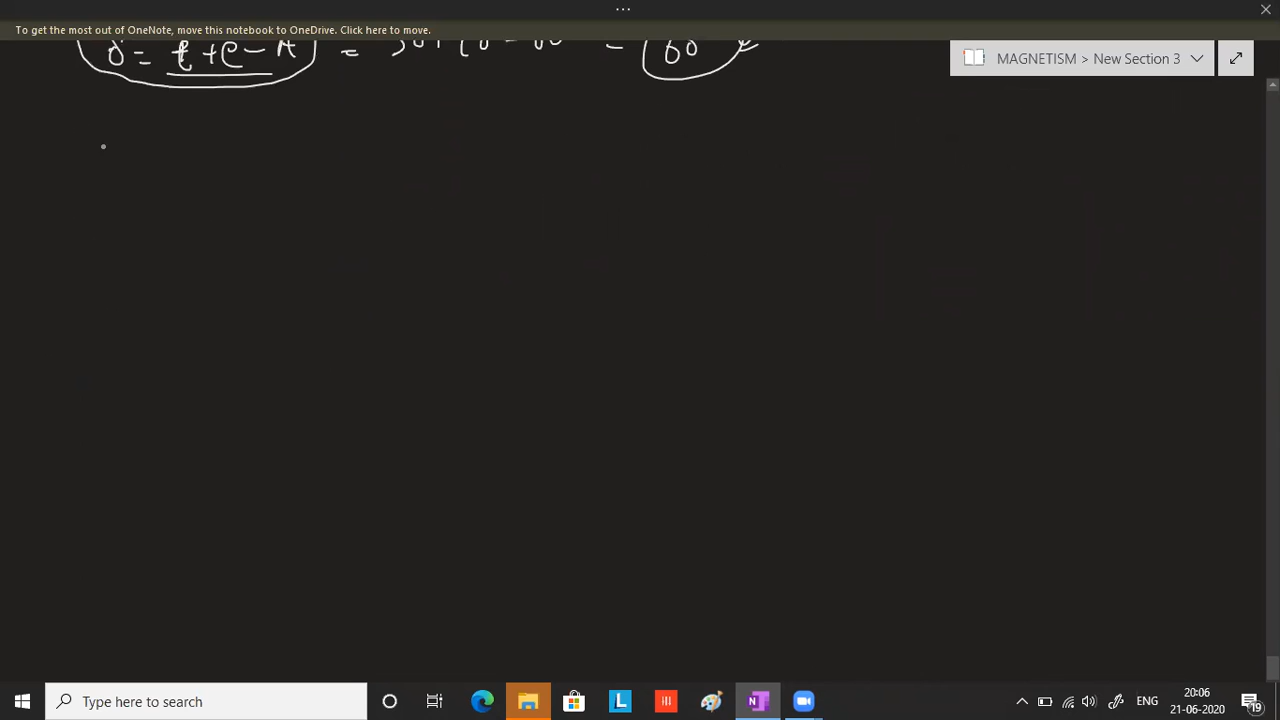 ...
To get the most out of OneNote, move this notebook to OneDrive. Click here to move.
δ = i + e - A =
MAGNETISM > New Section 3
Type here to search
L
N
ENG
20:06
21-06-2020
19